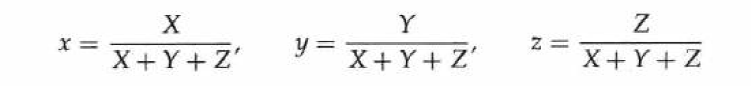 x = X / (X + Y + Z), y = Y / (X + Y + Z), z = Z / (X + Y + Z)